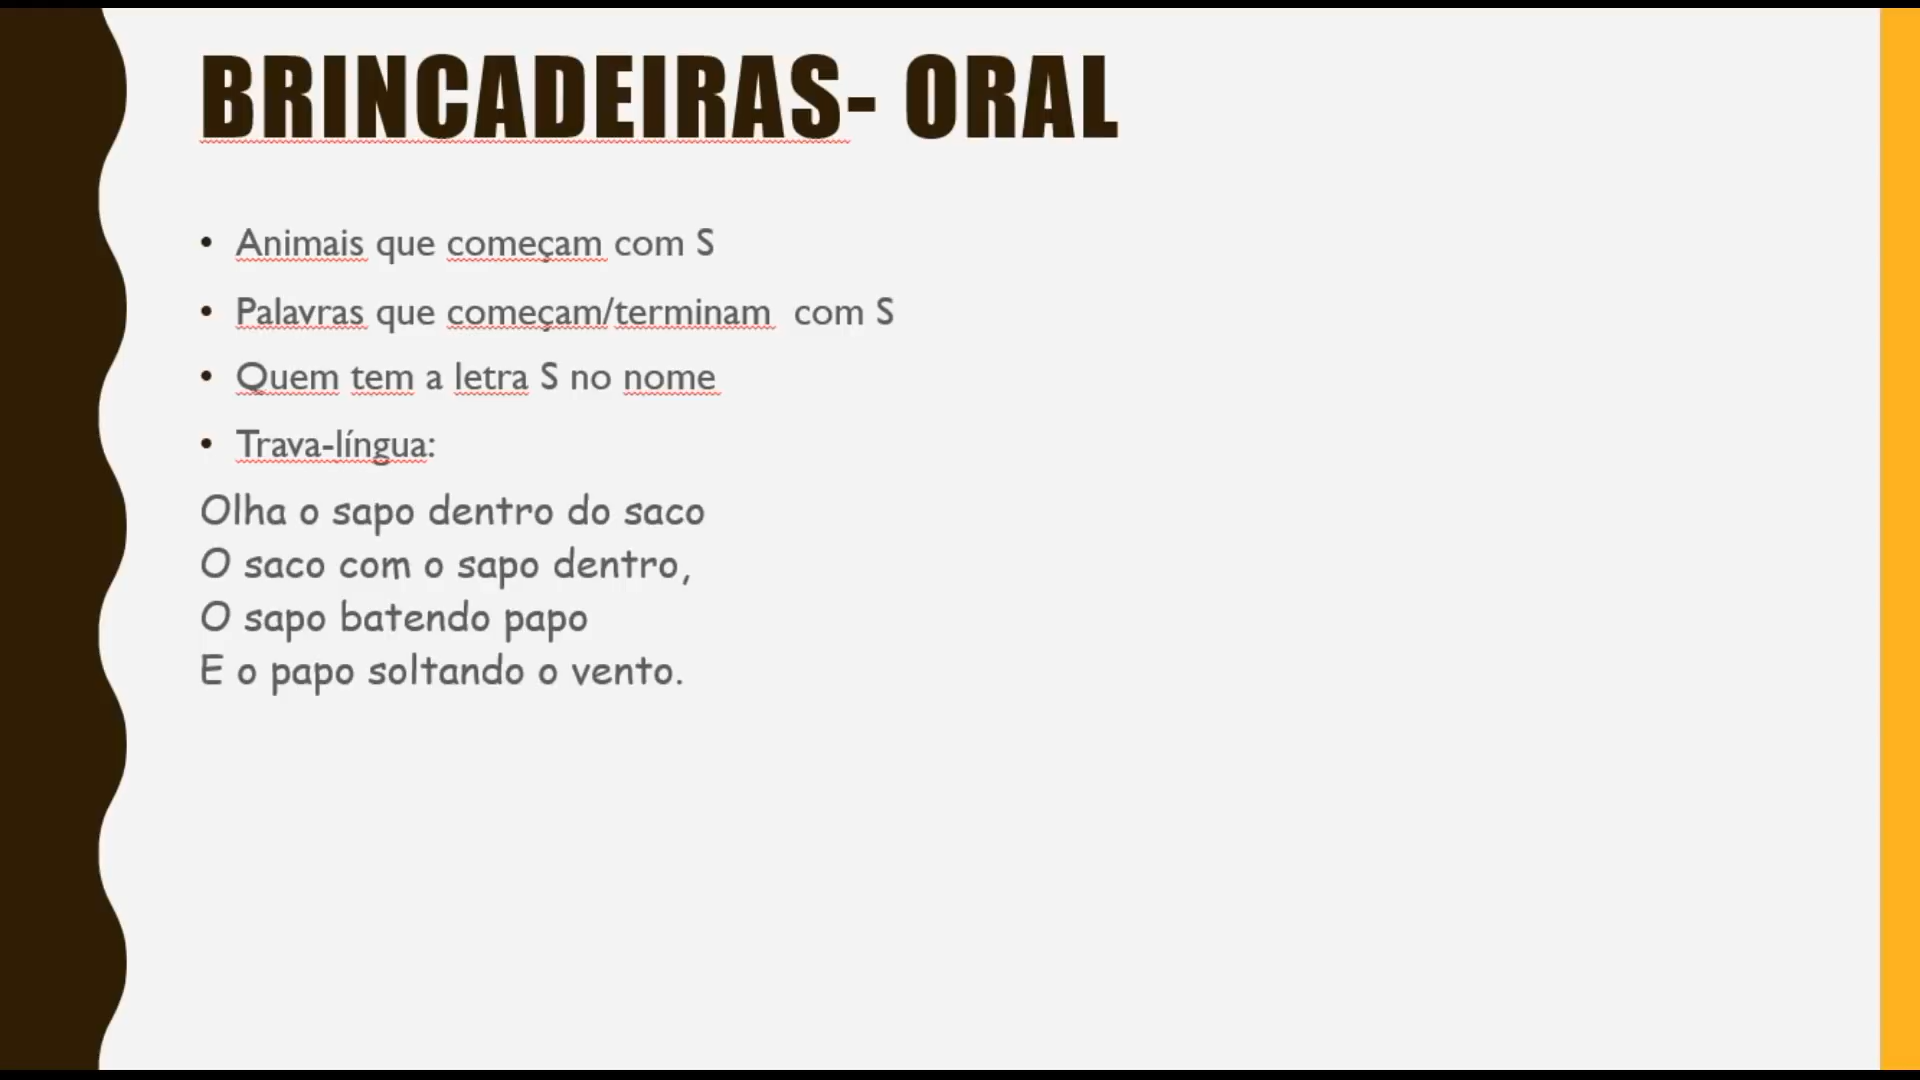 BRINCADEIRAS- ORAL
• Animais que começam com S
• Palavras que começam/terminam  com S
• Quem tem a letra S no nome
• Trava-língua:
Olha o sapo dentro do saco
O saco com o sapo dentro,
O sapo batendo papo
E o papo soltando o vento.